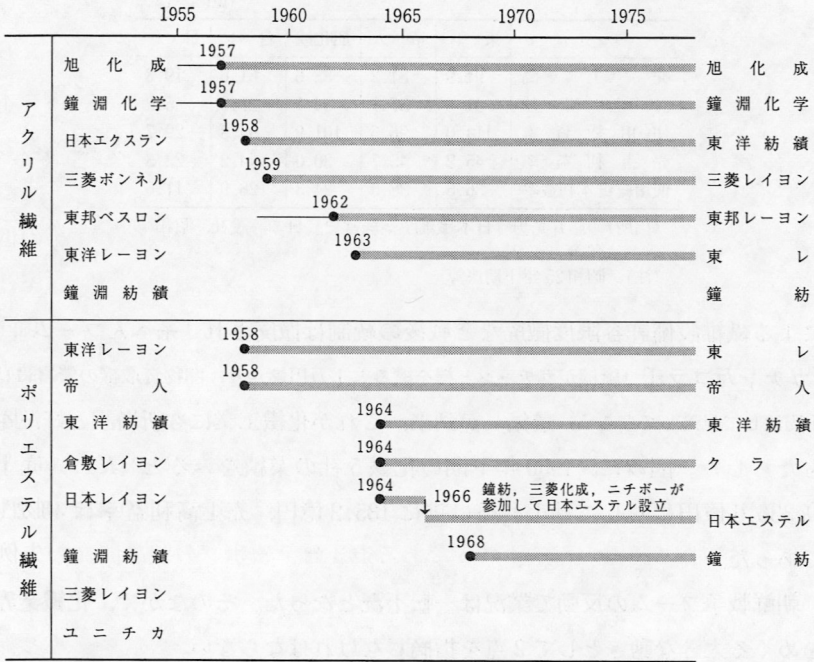 1955 1960 1965 1970 1975
アクリル繊維
旭化成 1957 旭化成
鐘淵化学 1957 鐘淵化学
日本エクスラン 1958 東洋紡績
三菱ボンネル 1959 三菱レイヨン
東邦ベスロン 1962 東邦レーヨン
東洋レーヨン 1963 東レ
鐘淵紡績 鐘紡
ポリエステル繊維
東洋レーヨン 1958 東レ
帝人 1958 帝人
東洋紡績 1964 東洋紡績
倉敷レイヨン 1964 クラレ
日本レイヨン 1964 1966 鐘紡，三菱化成，ニチボーが
参加して日本エステル設立
日本エステル
鐘淵紡績 1968 鐘紡
三菱レイヨン
ユニチカ